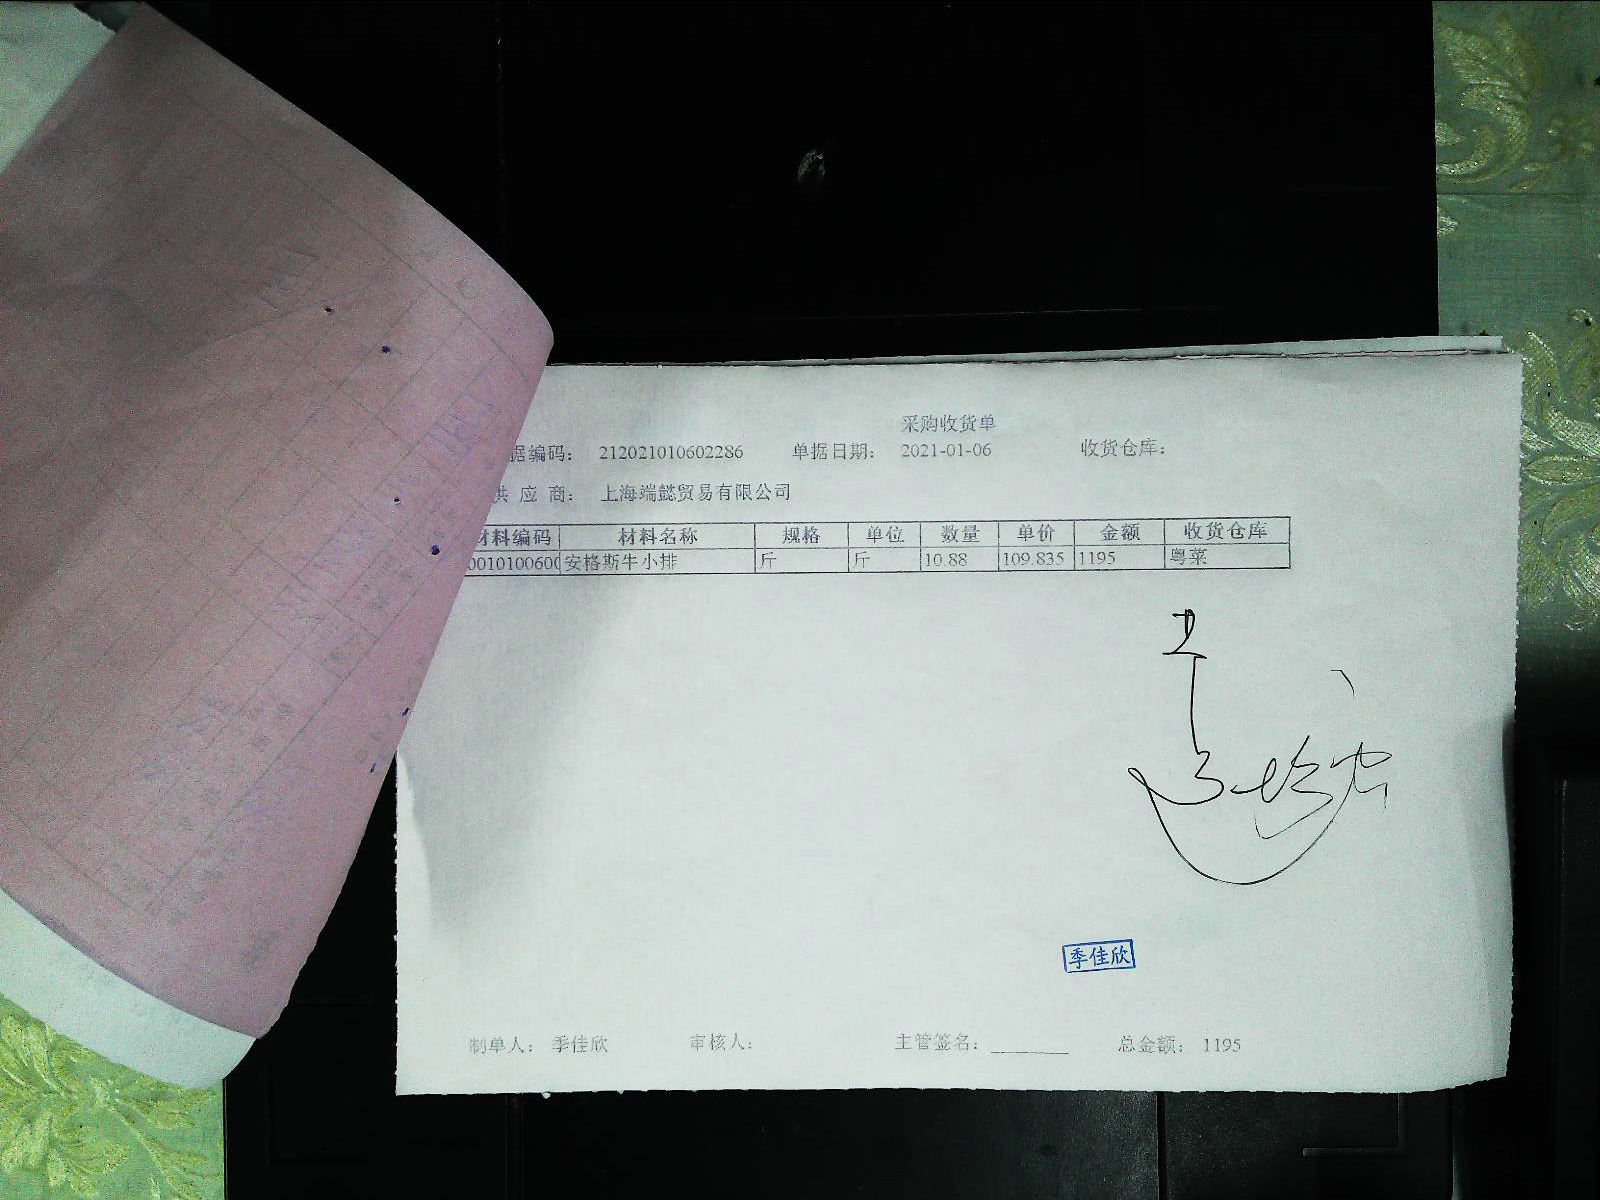 采购收货单
据编码： 212021010602286 单据日期： 2021-01-06 收货仓库：
供 应 商： 上海端懿贸易有限公司
材料编码 材料名称 规格 单位 数量 单价 金额 收货仓库
0010100600 安格斯牛小排 斤 斤 10.88 109.835 1195 粤菜
季佳欣
制单人： 季佳欣 审核人： 主管签名：________ 总金额： 1195